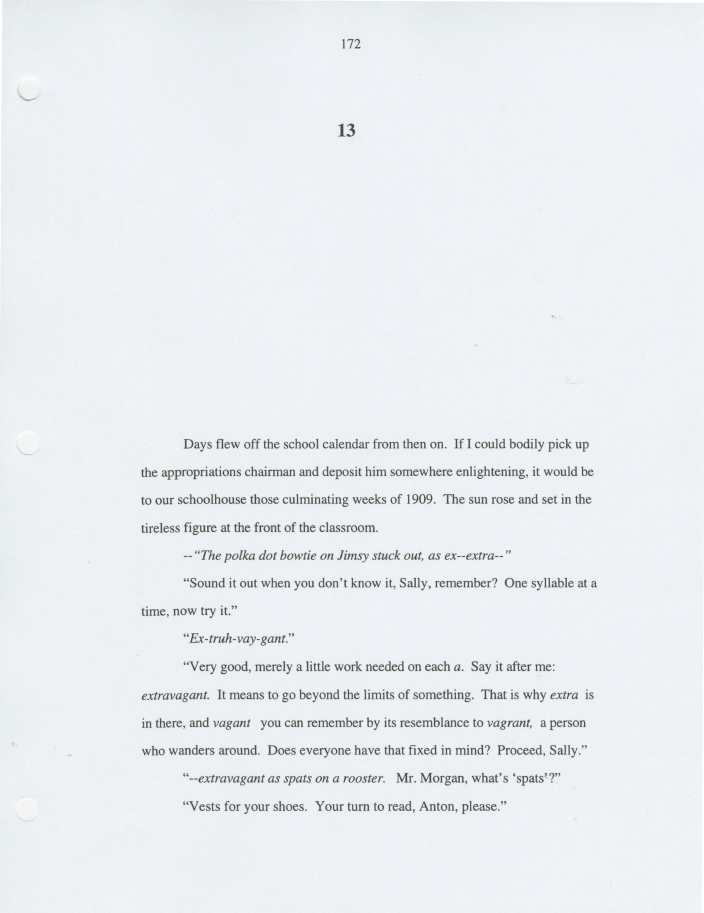 172
13
Days flew off the school calendar from then on. If I could bodily pick up
the appropriations chairman and deposit him somewhere enlightening, it would be
to our schoolhouse those culminating weeks of 1909. The sun rose and set in the
tireless figure at the front of the classroom.
--“The polka dot bowtie on Jimsy stuck out, as ex--extra--”
“Sound it out when you don’t know it, Sally, remember? One syllable at a
time, now try it.”
“Ex-truh-vay-gant.”
“Very good, merely a little work needed on each a. Say it after me:
extravagant. It means to go beyond the limits of something. That is why extra is
in there, and vagant you can remember by its resemblance to vagrant, a person
who wanders around. Does everyone have that fixed in mind? Proceed, Sally.”
“--extravagant as spats on a rooster. Mr. Morgan, what’s ‘spats’?”
“Vests for your shoes. Your turn to read, Anton, please.”